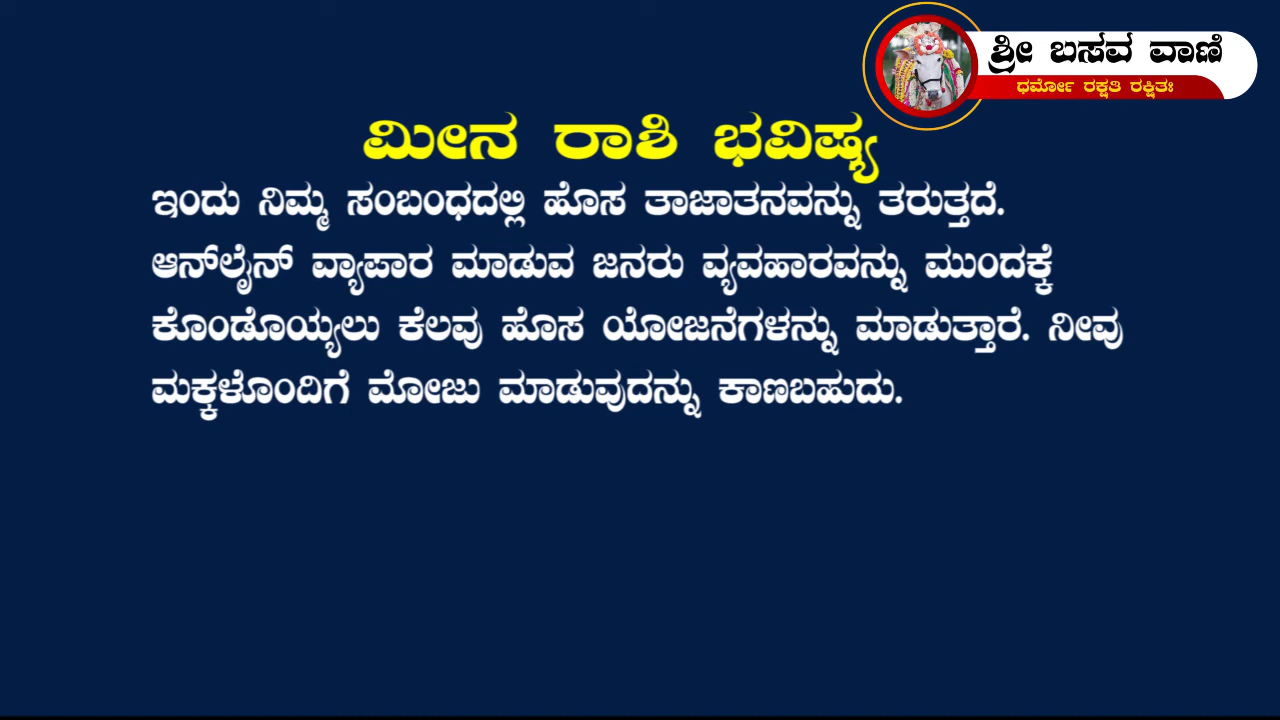 ಶ್ರೀ ಬಸವ ವಾಣಿ
ಧರ್ಮೋ ರಕ್ಷತಿ ರಕ್ಷಿತಃ
ಮೀನ ರಾಶಿ ಭವಿಷ್ಯ
ಇಂದು ನಿಮ್ಮ ಸಂಬಂಧದಲ್ಲಿ ಹೊಸ ತಾಜಾತನವನ್ನು ತರುತ್ತದೆ.
ಆನ್‌ಲೈನ್ ವ್ಯಾಪಾರ ಮಾಡುವ ಜನರು ವ್ಯವಹಾರವನ್ನು ಮುಂದಕ್ಕೆ
ಕೊಂಡೊಯ್ಯಲು ಕೆಲವು ಹೊಸ ಯೋಜನೆಗಳನ್ನು ಮಾಡುತ್ತಾರೆ. ನೀವು
ಮಕ್ಕಳೊಂದಿಗೆ ಮೋಜು ಮಾಡುವುದನ್ನು ಕಾಣಬಹುದು.